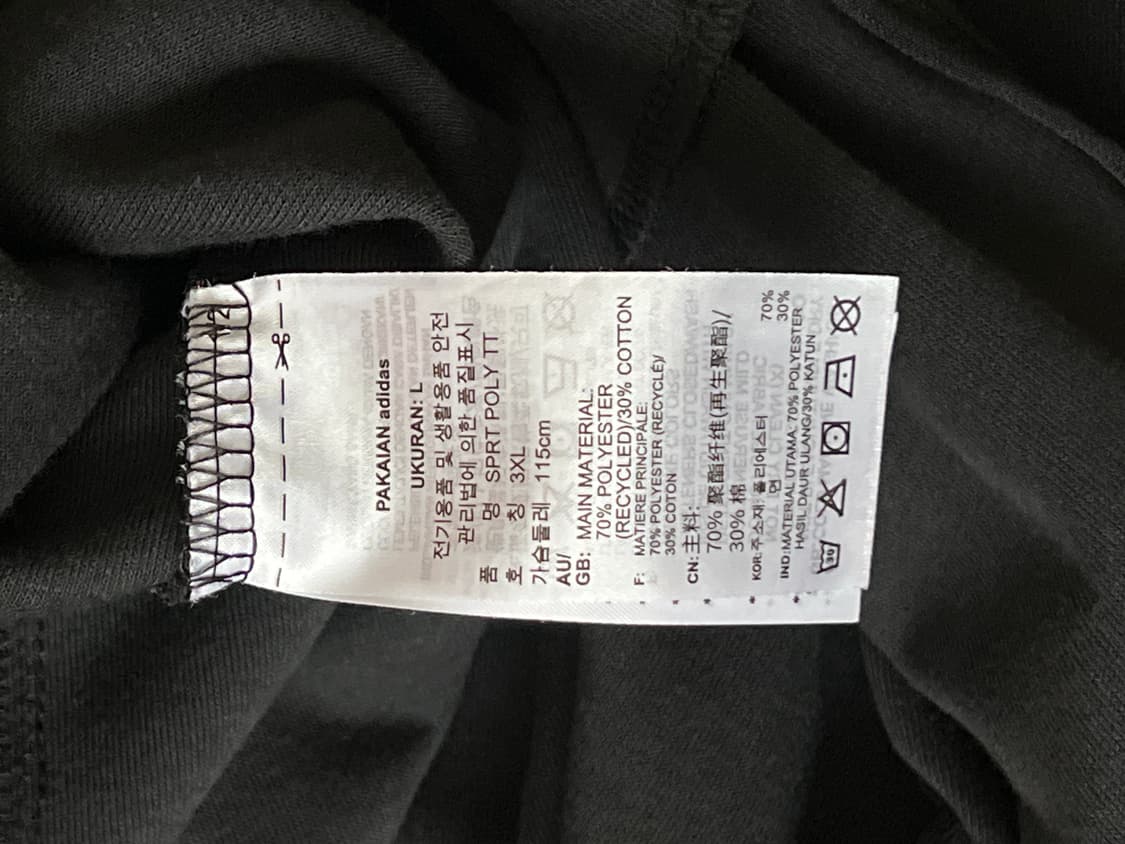 PAKAIAN adidas
UKURAN: L
전기용품 및 생활용품 안전
관리법에 의한 품질표시
품 명 SPRT POLY TT
호 칭 3XL
가슴둘레 115cm
AU/
GB: MAIN MATERIAL:
70% POLYESTER
(RECYCLED)/30% COTTON
F: MATIERE PRINCIPALE:
70% POLYESTER (RECYCLÉ)/
30% COTON
CN: 主料:
70% 聚酯纤维(再生聚酯)/
30% 棉
KOR: 주소재: 폴리에스터 70%
면 30%
IND:MATERIAL UTAMA: 70% POLYESTER
HASIL DAUR ULANG/30% KATUN
30